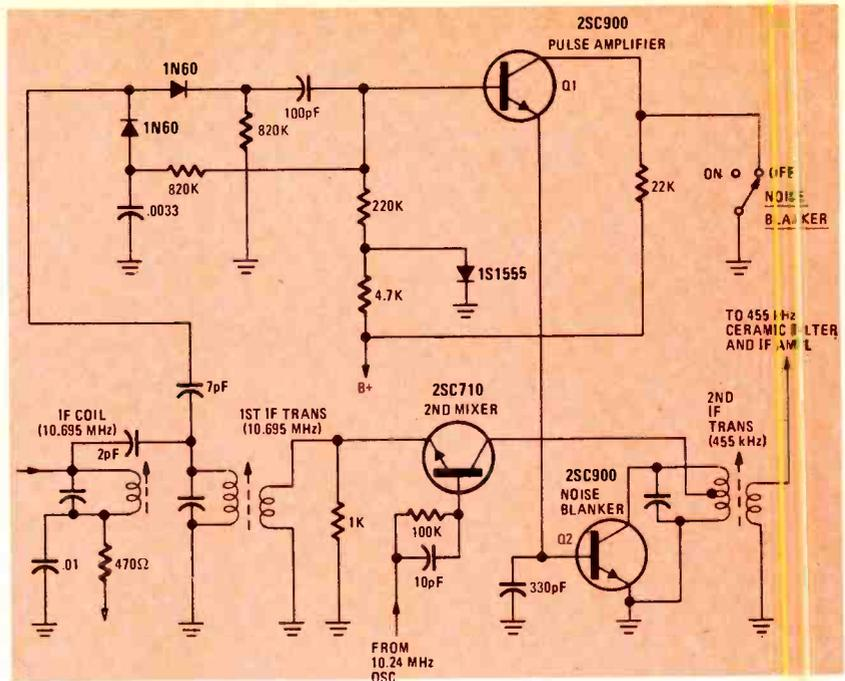 2SC900
PULSE AMPLIFIER
1N60
Q1
100pF
1N60
820K
820K
.0033
220K
22K
ON
OFF
NOISE
BLANKER
1S1555
4.7K
TO 455 kHz
CERAMIC FILTER
AND IF AMPL
B+
7pF
2SC710
2ND MIXER
2ND
IF
TRANS
(455 kHz)
IF COIL
(10.695 MHz)
1ST IF TRANS
(10.695 MHz)
2pF
2SC900
NOISE
BLANKER
100K
1K
Q2
.01
470Ω
10pF
330pF
FROM
10.24 MHz
OSC